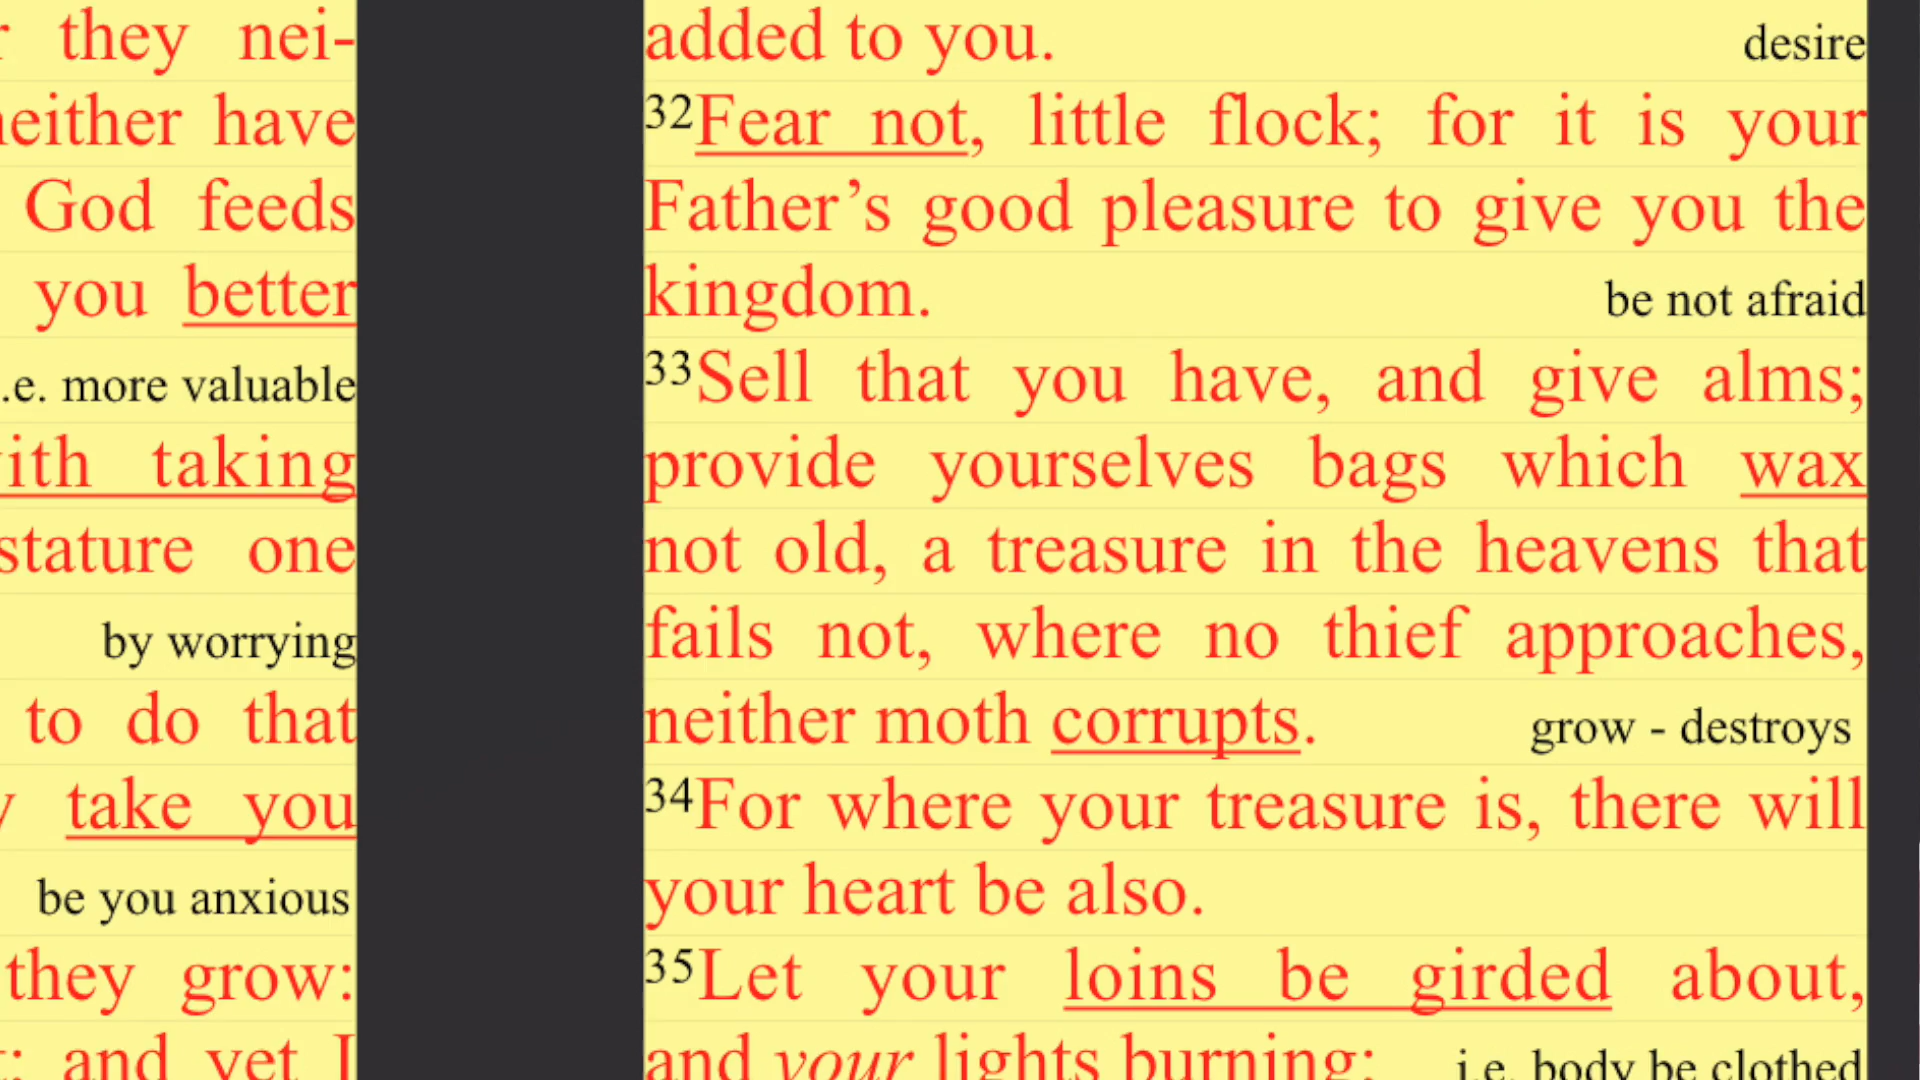 they nei-
neither have
God feeds
you better
i.e. more valuable
with taking
stature one
by worrying
to do that
take you
be you anxious
they grow:
and yet I
added to you. desire
32Fear not, little flock; for it is your
Father’s good pleasure to give you the
kingdom. be not afraid
33Sell that you have, and give alms;
provide yourselves bags which wax
not old, a treasure in the heavens that
fails not, where no thief approaches,
neither moth corrupts. grow - destroys
34For where your treasure is, there will
your heart be also.
35Let your loins be girded about,
and your lights burning; i.e. body be clothed